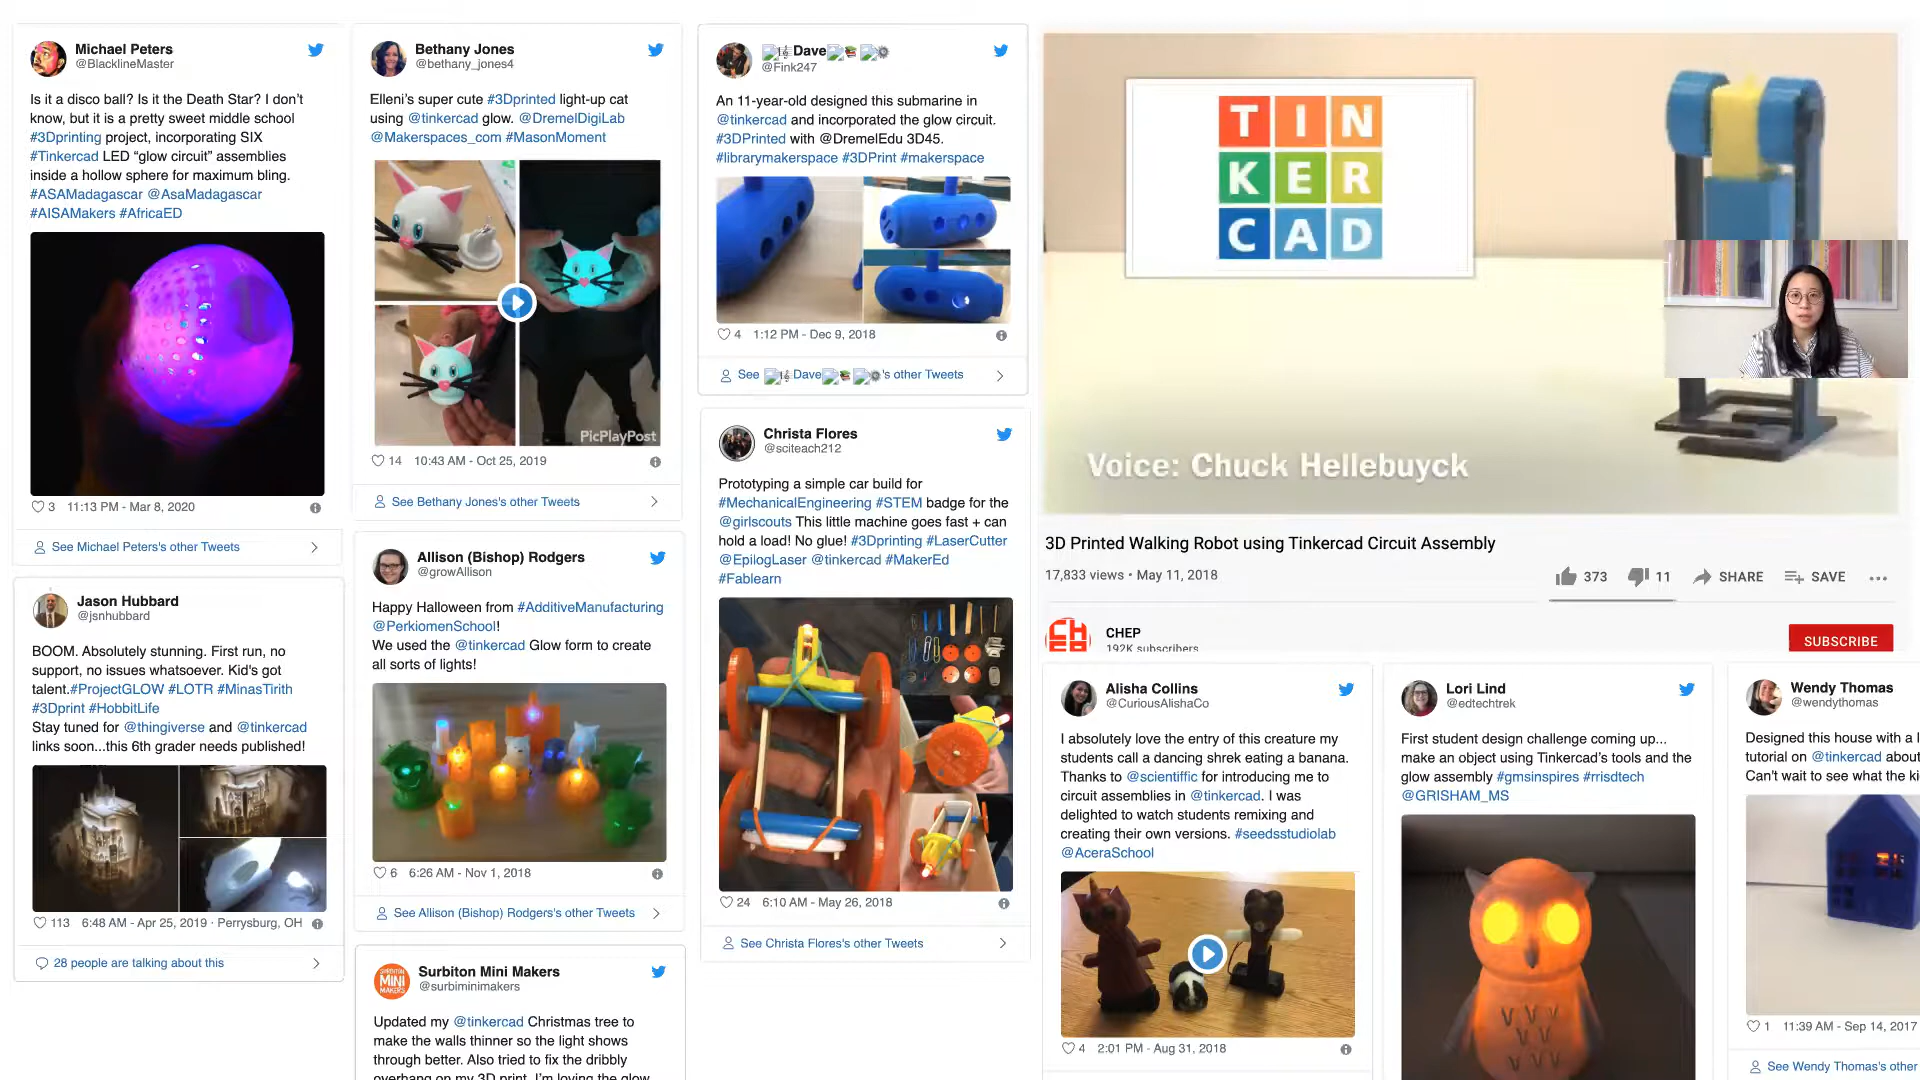 Michael Peters
@BlacklineMaster
Is it a disco ball? Is it the Death Star? I don't
know, but it is a pretty sweet middle school
#3Dprinting project, incorporating SIX
#Tinkercad LED “glow circuit” assemblies
inside a hollow sphere for maximum bling.
#ASAMadagascar @AsaMadagascar
#AISAMakers #AfricaED
3 11:13 PM - Mar 8, 2020
See Michael Peters's other Tweets
Jason Hubbard
@jsnhubbard
BOOM. Absolutely stunning. First run, no
support, no issues whatsoever. Kid's got
talent.#ProjectGLOW #LOTR #MinasTirith
#3Dprint #HobbitLife
Stay tuned for @thingiverse and @tinkercad
links soon...this 6th grader needs published!
113 6:48 AM - Apr 25, 2019 · Perrysburg, OH
28 people are talking about this
Bethany Jones
@bethany_jones4
Elleni's super cute #3Dprinted light-up cat
using @tinkercad glow. @DremelDigiLab
@Makerspaces_com #MasonMoment
PicPlayPost
14 10:43 AM - Oct 25, 2019
See Bethany Jones's other Tweets
Allison (Bishop) Rodgers
@growAllison
Happy Halloween from #AdditiveManufacturing
@PerkiomenSchool!
We used the @tinkercad Glow form to create
all sorts of lights!
6 6:26 AM - Nov 1, 2018
See Allison (Bishop) Rodgers's other Tweets
SURBITON
MINI
MAKERS
Surbiton Mini Makers
@surbiminimakers
Updated my @tinkercad Christmas tree to
make the walls thinner so the light shows
through better. Also tried to fix the dribbly
overhang on my 3D print. I'm loving the glow
Dave
@Fink247
An 11-year-old designed this submarine in
@tinkercad and incorporated the glow circuit.
#3DPrinted with @DremelEdu 3D45.
#librarymakerspace #3DPrint #makerspace
4 1:12 PM - Dec 9, 2018
See Dave's other Tweets
Christa Flores
@sciteach212
Prototyping a simple car build for
#MechanicalEngineering #STEM badge for the
@girlscouts This little machine goes fast + can
hold a load! No glue! #3Dprinting #LaserCutter
@EpilogLaser @tinkercad #MakerEd
#Fablearn
24 6:10 AM - May 26, 2018
See Christa Flores's other Tweets
TIN
KER
CAD
Voice: Chuck Hellebuyck
3D Printed Walking Robot using Tinkercad Circuit Assembly
17,833 views • May 11, 2018
373 11 SHARE SAVE
CHEP
CHEP
192K subscribers
SUBSCRIBE
Alisha Collins
@CuriousAlishaCo
I absolutely love the entry of this creature my
students call a dancing shrek eating a banana.
Thanks to @scientiffic for introducing me to
circuit assemblies in @tinkercad. I was
delighted to watch students remixing and
creating their own versions. #seedsstudiolab
@AceraSchool
4 2:01 PM - Aug 31, 2018
Lori Lind
@edtechtrek
First student design challenge coming up...
make an object using Tinkercad's tools and the
glow assembly #gmsinspires #rrisdtech
@GRISHAM_MS
Wendy Thomas
@wendythomas
Designed this house with a
tutorial on @tinkercad about
Can't wait to see what the
1 11:39 AM - Sep 14, 2017
See Wendy Thomas's other